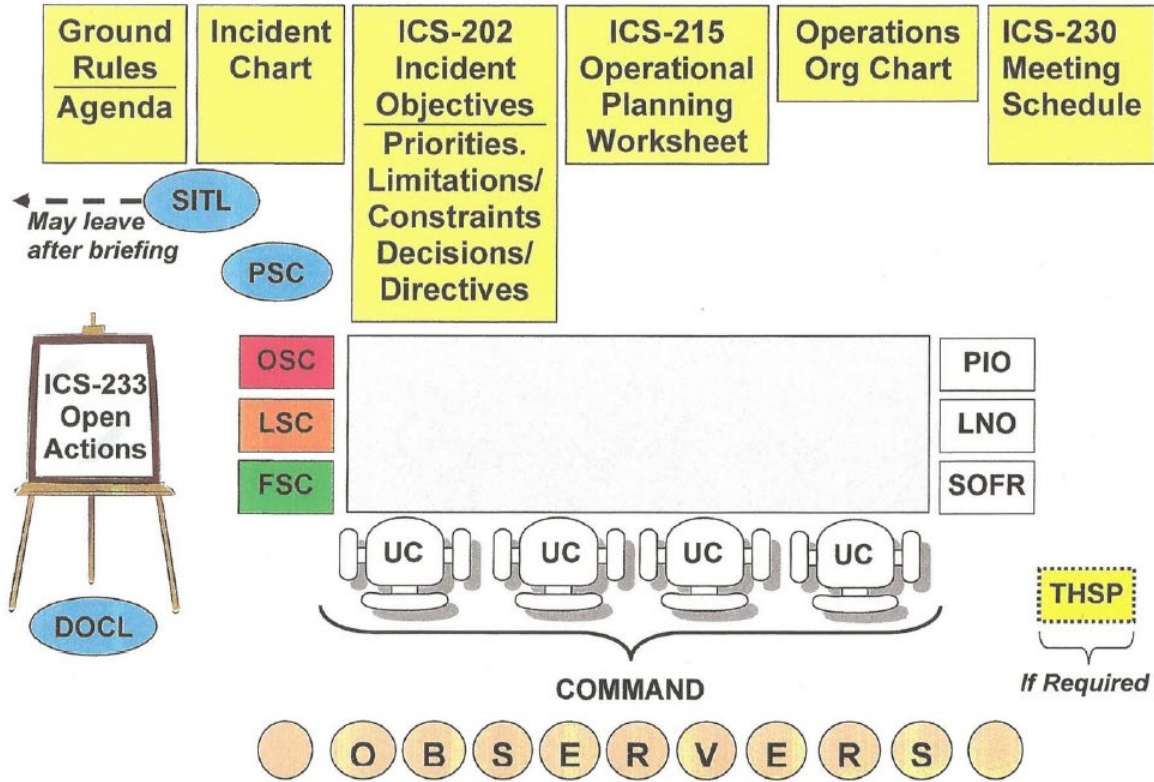 Ground
Rules
Agenda
Incident
Chart
ICS-202
Incident
Objectives
Priorities.
Limitations/
Constraints
Decisions/
Directives
ICS-215
Operational
Planning
Worksheet
Operations
Org Chart
ICS-230
Meeting
Schedule
SITL
May leave
after briefing
PSC
ICS-233
Open
Actions
OSC
LSC
FSC
PIO
LNO
SOFR
UC UC UC UC
DOCL
THSP
If Required
COMMAND
O B S E R V E R S